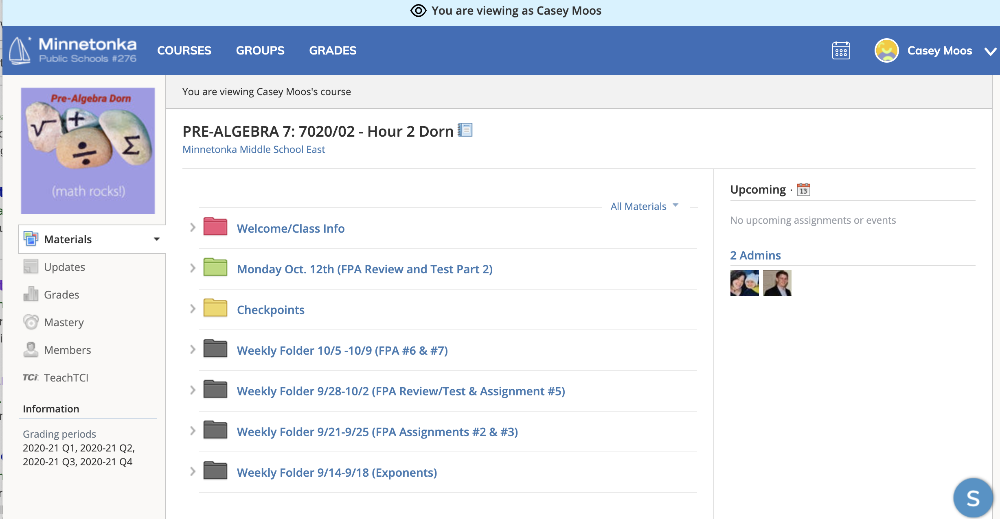 You are viewing as Casey Moos
Minnetonka
Public Schools #276
COURSES
GROUPS
GRADES
Casey Moos
Pre-Algebra Dorn
√
+
÷
Σ
(math rocks!)
Materials
Updates
Grades
Mastery
Members
TCi TeachTCI
Information
Grading periods
2020-21 Q1, 2020-21 Q2,
2020-21 Q3, 2020-21 Q4
You are viewing Casey Moos's course
PRE-ALGEBRA 7: 7020/02 - Hour 2 Dorn
Minnetonka Middle School East
All Materials
Welcome/Class Info
Monday Oct. 12th (FPA Review and Test Part 2)
Checkpoints
Weekly Folder 10/5 -10/9 (FPA #6 & #7)
Weekly Folder 9/28-10/2 (FPA Review/Test & Assignment #5)
Weekly Folder 9/21-9/25 (FPA Assignments #2 & #3)
Weekly Folder 9/14-9/18 (Exponents)
Upcoming · 13
No upcoming assignments or events
2 Admins
S